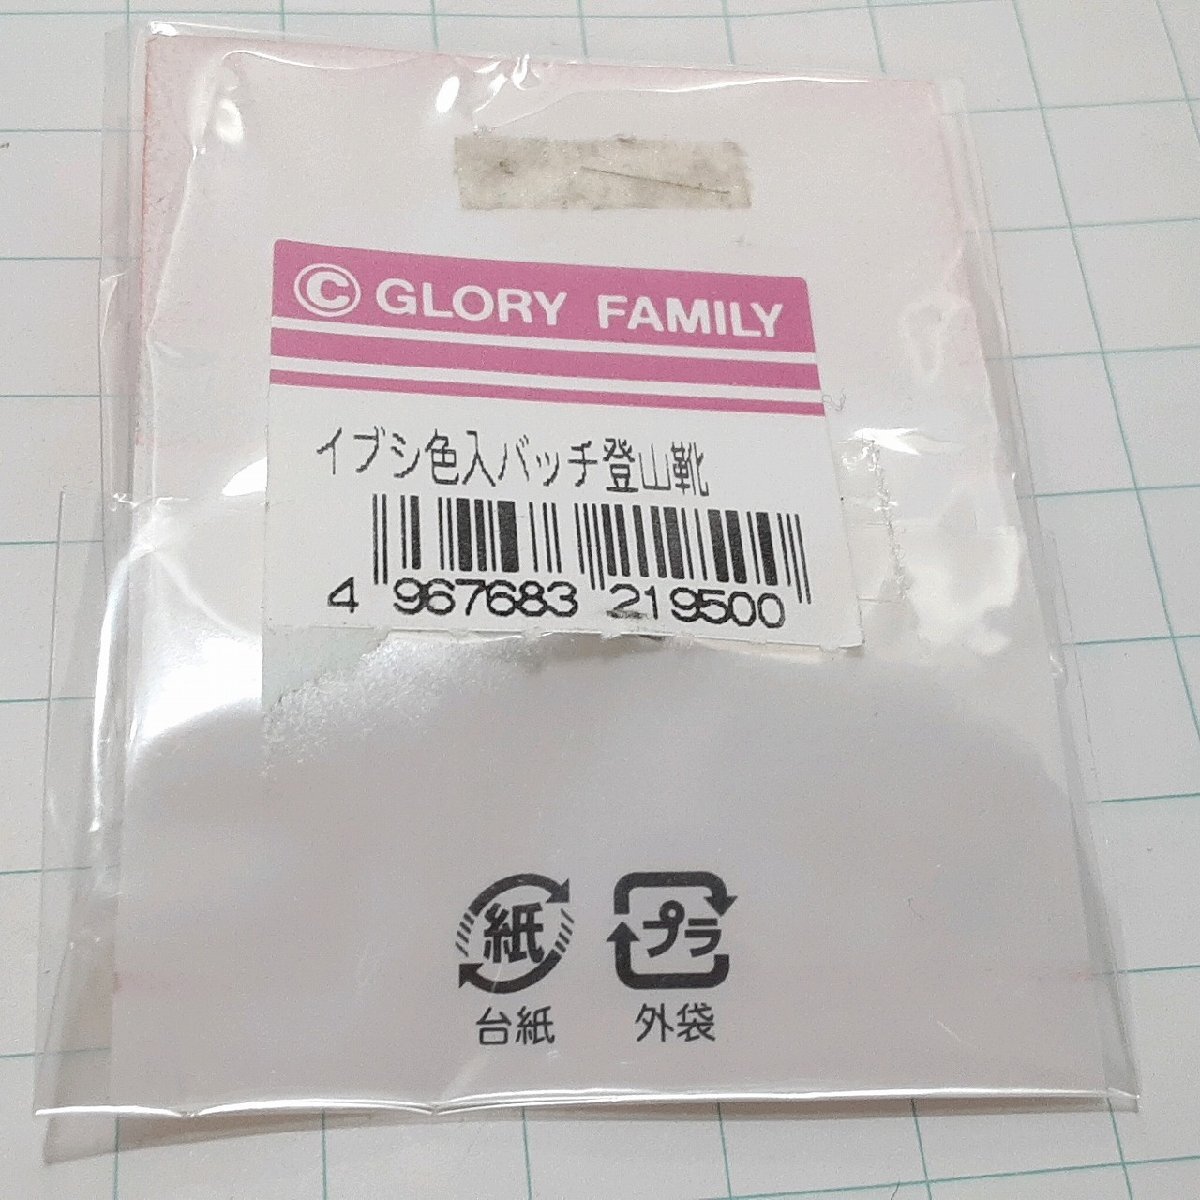 © GLORY FAMILY
イブシ色入バッチ登山靴
4 967683 219500
紙 プラ
台紙 外袋